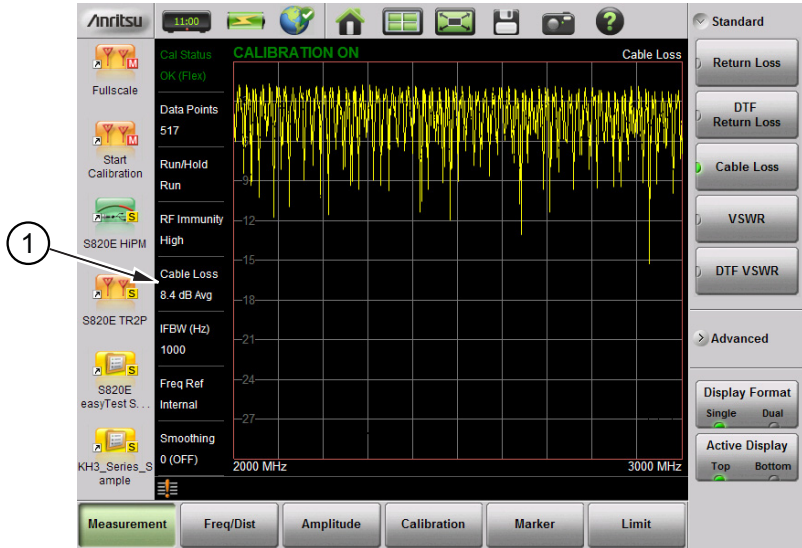 Anritsu
11:00
?
Standard
Fullscale
Start
Calibration
S820E HiPM
1
S820E TR2P
S820E
easyTest S. . .
KH3_Series_S
ample
Cal Status
OK (Flex)
Data Points
517
Run/Hold
Run
RF Immunity
High
Cable Loss
8.4 dB Avg
IFBW (Hz)
1000
Freq Ref
Internal
Smoothing
0 (OFF)
CALIBRATION ON
Cable Loss
-9
-12
-15
-18
-21
-24
-27
2000 MHz
3000 MHz
Return Loss
DTF
Return Loss
Cable Loss
VSWR
DTF VSWR
Advanced
Display Format
Single Dual
Active Display
Top Bottom
Measurement
Freq/Dist
Amplitude
Calibration
Marker
Limit